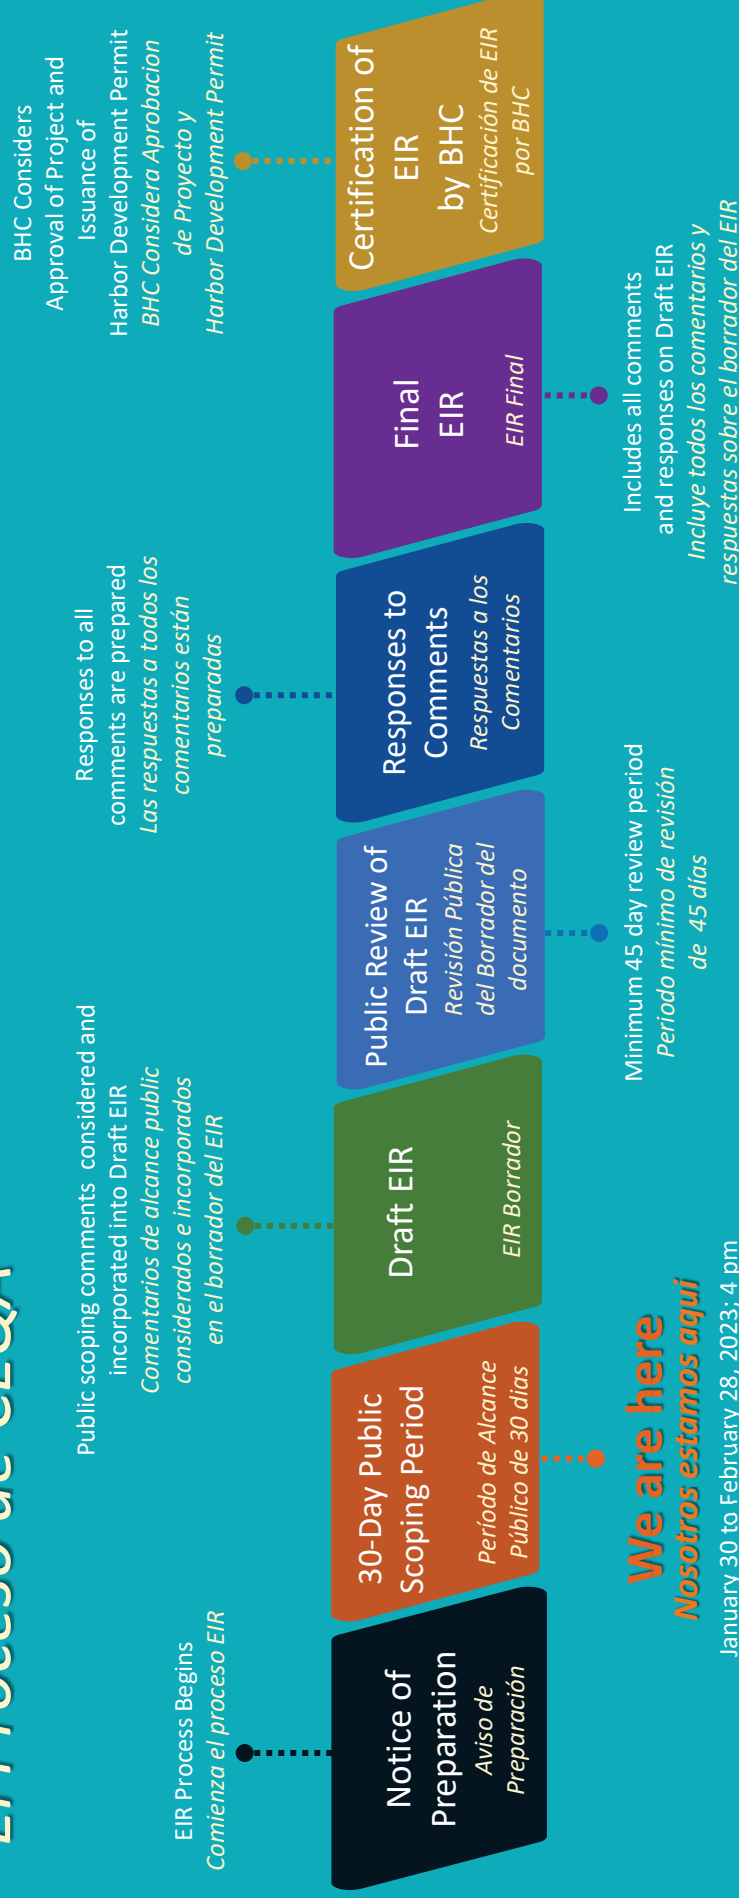 El Proceso de CEQA
EIR Process Begins
Comienza el proceso EIR
Notice of
Preparation
Aviso de
Preparación
30-Day Public
Scoping Period
Período de Alcance
Público de 30 dias
We are here
Nosotros estamos aqui
January 30 to February 28, 2023; 4 pm
Public scoping comments considered and
incorporated into Draft EIR
Comentarios de alcance public
considerados e incorporados
en el borrador del EIR
Draft EIR
EIR Borrador
Public Review of
Draft EIR
Revisión Pública
del Borrador del
documento
Minimum 45 day review period
Periodo mínimo de revisión
de 45 días
Responses to all
comments are prepared
Las respuestas a todos los
comentarios están
preparadas
Responses to
Comments
Respuestas a los
Comentarios
Final
EIR
EIR Final
Includes all comments
and responses on Draft EIR
Incluye todos los comentarios y
respuestas sobre el borrador del EIR
BHC Considers
Approval of Project and
Issuance of
Harbor Development Permit
BHC Considera Aprobacion
de Proyecto y
Harbor Development Permit
Certification of
EIR
by BHC
Certificación de EIR
por BHC